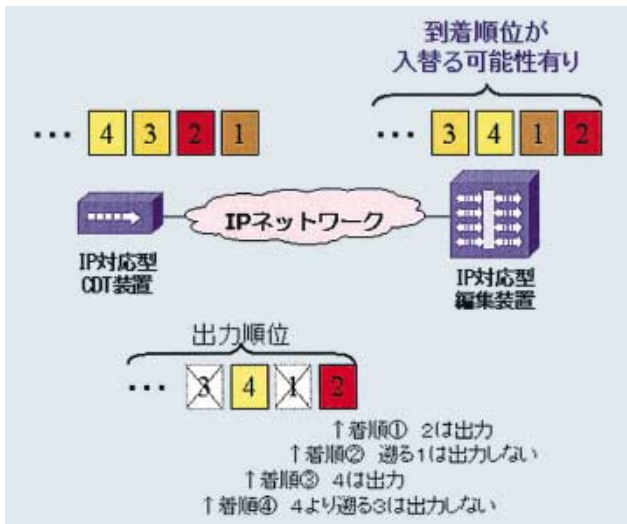 到着順位が
入替る可能性有り
… 4 3 2 1
… 3 4 1 2
IPネットワーク
IP対応型
CDT装置
IP対応型
編集装置
出力順位
… 3 4 1 2
↑着順① 2は出力
↑着順② 遡る1は出力しない
↑着順③ 4は出力
↑着順④ 4より遡る3は出力しない